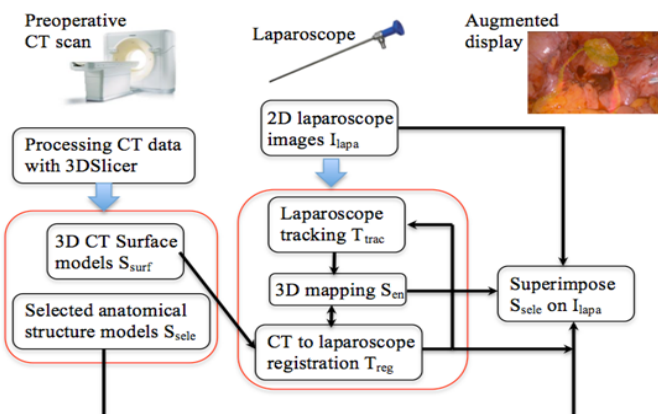 Preoperative
CT scan
Laparoscope
Augmented
display
Processing CT data
with 3DSlicer
2D laparoscope
images Ilapa
3D CT Surface
models Ssurf
Selected anatomical
structure models Ssele
Laparoscope
tracking Ttrac
3D mapping Sen
CT to laparoscope
registration Treg
Superimpose
Ssele on Ilapa